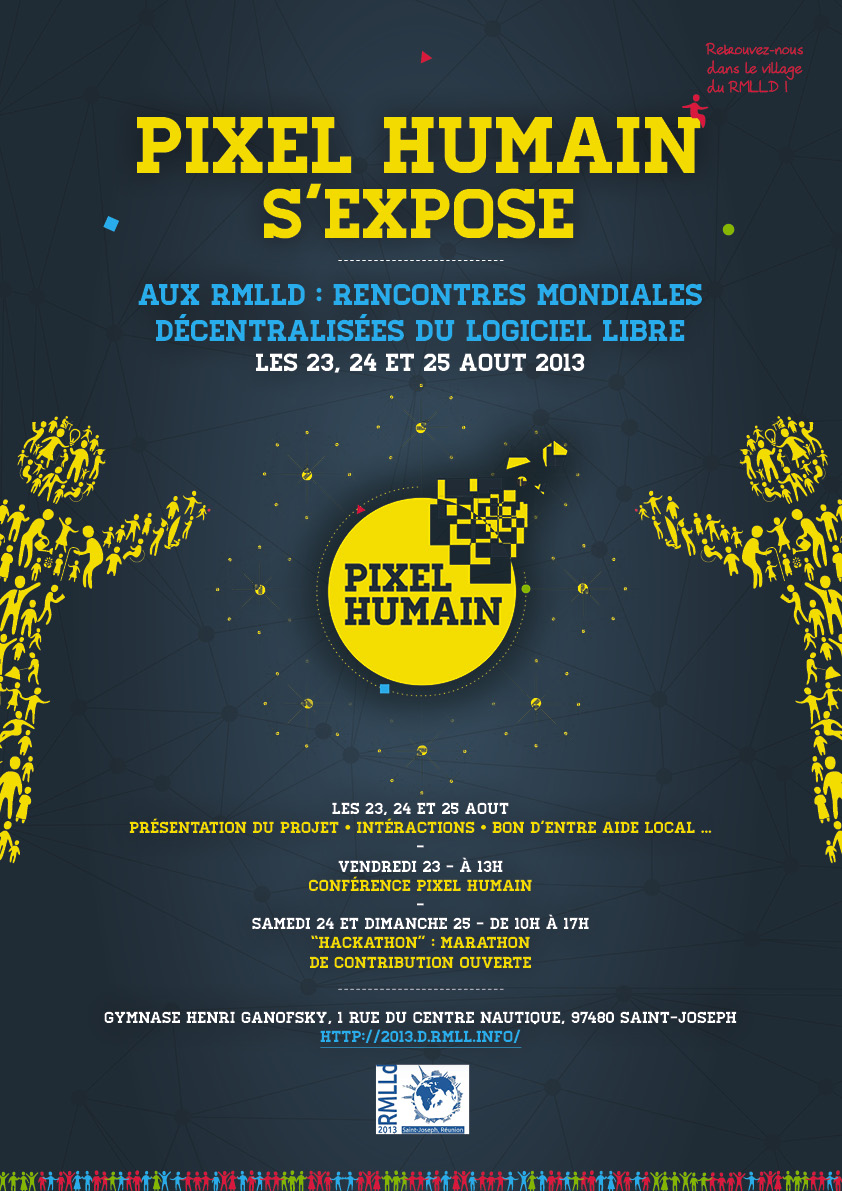 Retrouvez-nous
dans le village
du RMLLD !
PIXEL HUMAIN
S'EXPOSE
AUX RMLLD : RENCONTRES MONDIALES
DÉCENTRALISÉES DU LOGICIEL LIBRE
LES 23, 24 ET 25 AOUT 2013
PIXEL
HUMAIN
LES 23, 24 ET 25 AOUT
PRÉSENTATION DU PROJET • INTÉRACTIONS • BON D'ENTRE AIDE LOCAL ...
–
VENDREDI 23 – À 13H
CONFÉRENCE PIXEL HUMAIN
–
SAMEDI 24 ET DIMANCHE 25 – DE 10H À 17H
"HACKATHON" : MARATHON
DE CONTRIBUTION OUVERTE
GYMNASE HENRI GANOFSKY, 1 RUE DU CENTRE NAUTIQUE, 97480 SAINT-JOSEPH
HTTP://2013.D.RMLL.INFO/
RMLLd
2013
Saint-Joseph, Réunion